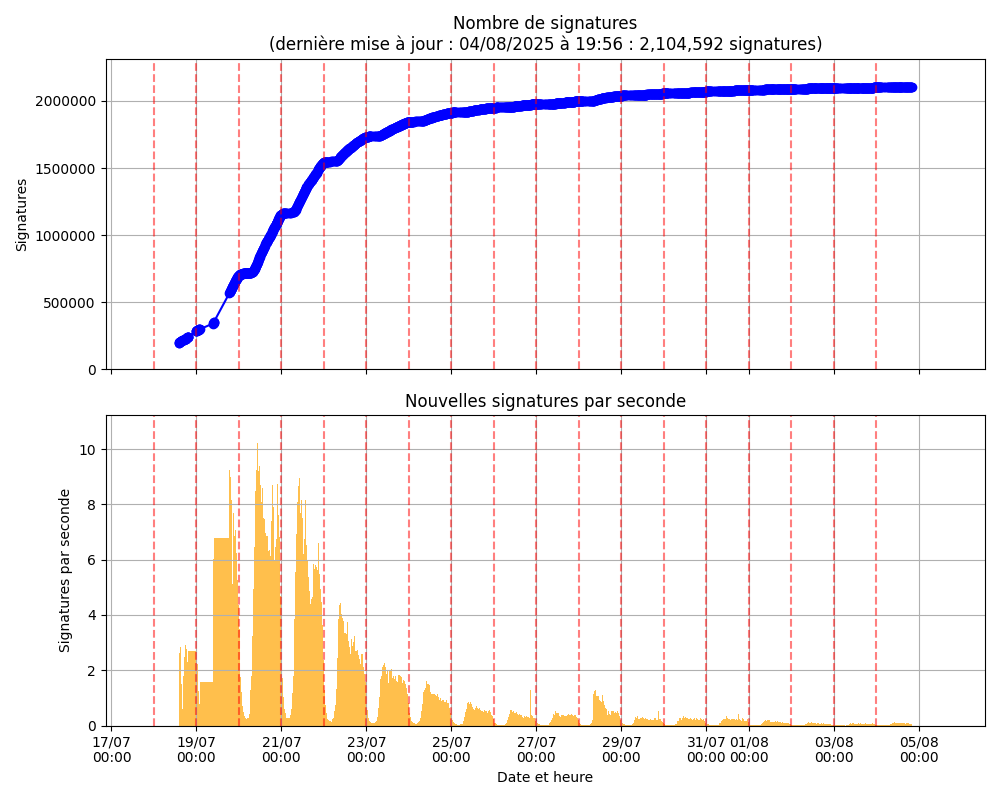 Nombre de signatures
(dernière mise à jour : 04/08/2025 à 19:56 : 2,104,592 signatures)
Signatures
2000000
1500000
1000000
500000
0
Nouvelles signatures par seconde
Signatures par seconde
10
8
6
4
2
0
17/07 19/07 21/07 23/07 25/07 27/07 29/07 31/07 01/08 03/08 05/08
00:00 00:00 00:00 00:00 00:00 00:00 00:00 00:00 00:00 00:00 00:00
Date et heure